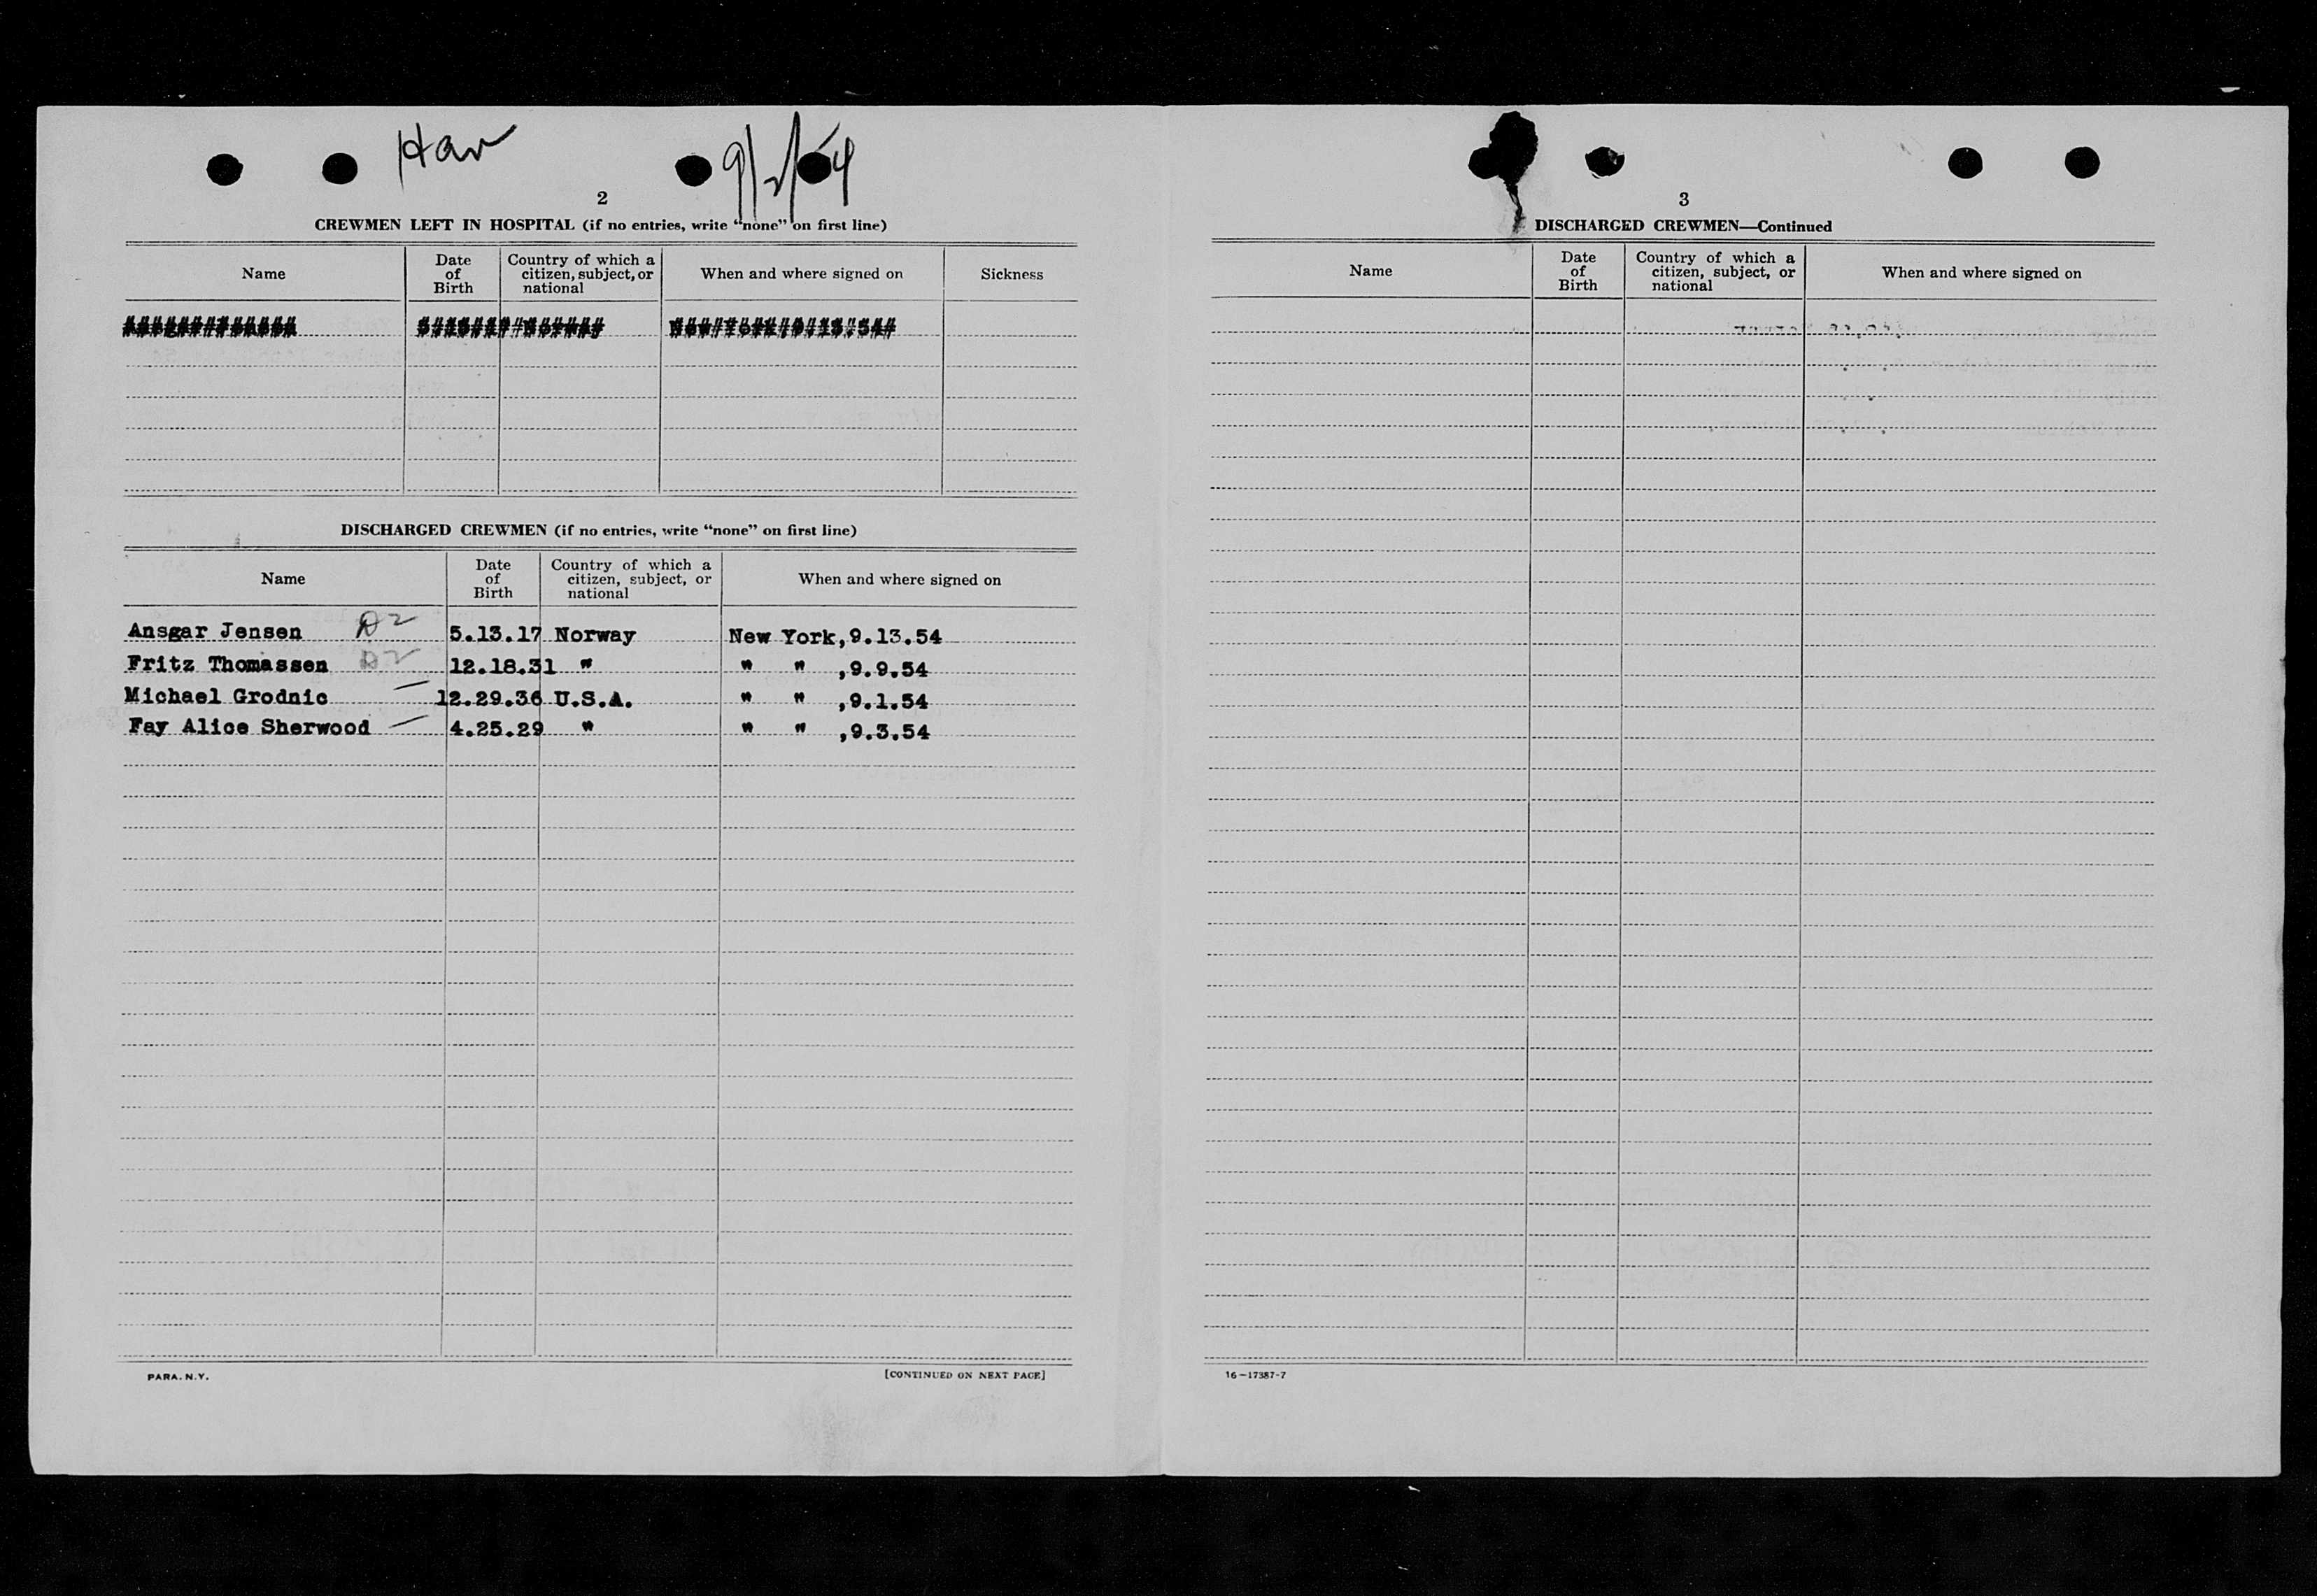 Har 9/2/54
2
CREWMEN LEFT IN HOSPITAL (if no entries, write “none” on first line)
Name Date of Birth Country of which a citizen, subject, or national When and where signed on Sickness
DISCHARGED CREWMEN (if no entries, write “none” on first line)
Name Date of Birth Country of which a citizen, subject, or national When and where signed on
Ansgar Jensen D2 5.13.17 Norway New York, 9.13.54
Fritz Thomassen D2 12.18.31 " " " ,9.9.54
Michael Grodnic — 12.29.36 U.S.A. " " ,9.1.54
Fay Alice Sherwood — 4.25.29 " " " ,9.3.54
PARA. N.Y. [CONTINUED ON NEXT PAGE]
3
DISCHARGED CREWMEN—Continued
Name Date of Birth Country of which a citizen, subject, or national When and where signed on
16—17387-7